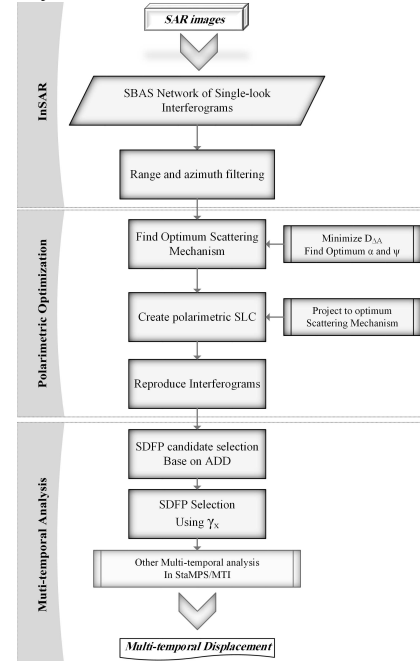 SAR images
InSAR
SBAS Network of Single-look
Interferograms
Range and azimuth filtering
Polarimetric Optimization
Find Optimum Scattering
Mechanism
Minimize DΔA
Find Optimum α and ψ
Create polarimetric SLC
Project to optimum
Scattering Mechanism
Reproduce Interferograms
Muti-temporal Analysis
SDFP candidate selection
Base on ADD
SDFP Selection
Using γx
Other Multi-temporal analysis
In StaMPS/MTI
Multi-temporal Displacement